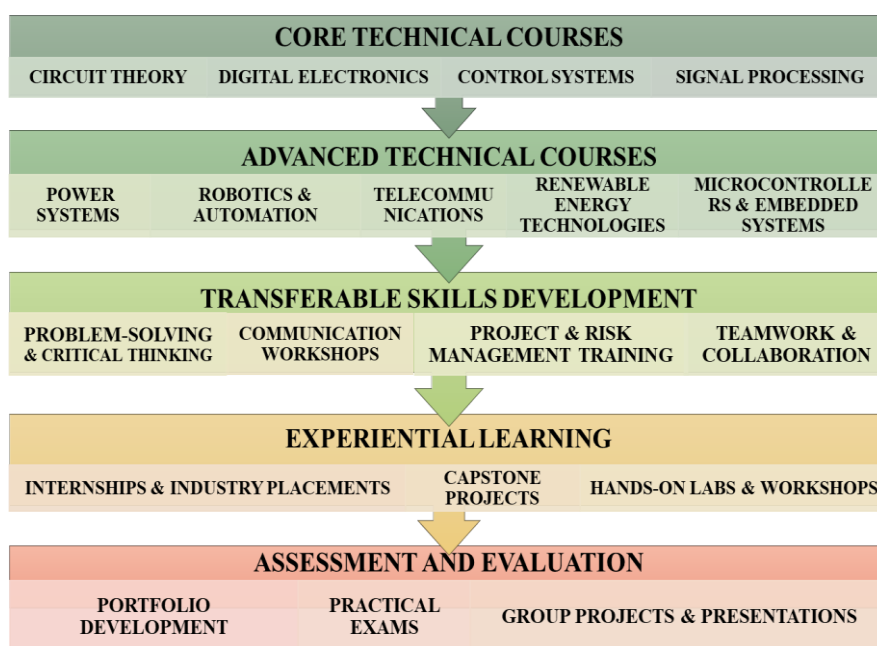 CORE TECHNICAL COURSES
CIRCUIT THEORY
DIGITAL ELECTRONICS
CONTROL SYSTEMS
SIGNAL PROCESSING
ADVANCED TECHNICAL COURSES
POWER
SYSTEMS
ROBOTICS &
AUTOMATION
TELECOMMU
NICATIONS
RENEWABLE
ENERGY
TECHNOLOGIES
MICROCONTROLLE
RS & EMBEDDED
SYSTEMS
TRANSFERABLE SKILLS DEVELOPMENT
PROBLEM-SOLVING
& CRITICAL THINKING
COMMUNICATION
WORKSHOPS
PROJECT & RISK
MANAGEMENT TRAINING
TEAMWORK &
COLLABORATION
EXPERIENTIAL LEARNING
INTERNSHIPS & INDUSTRY PLACEMENTS
CAPSTONE
PROJECTS
HANDS-ON LABS & WORKSHOPS
ASSESSMENT AND EVALUATION
PORTFOLIO
DEVELOPMENT
PRACTICAL
EXAMS
GROUP PROJECTS & PRESENTATIONS